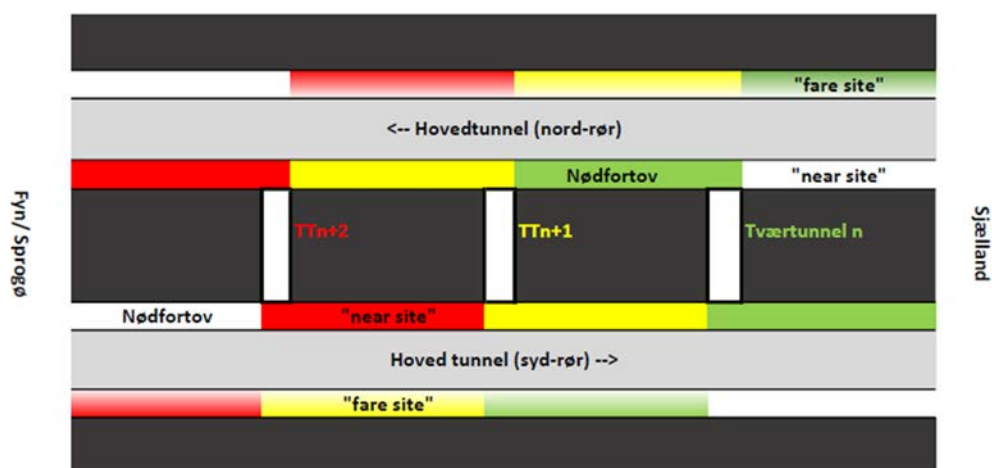 "fare site"
<-- Hovedtunnel (nord-rør)
Nødfortov
"near site"
Fyn/ Sprogø
TTn+2
TTn+1
Tværtunnel n
Sjælland
Nødfortov
"near site"
Hoved tunnel (syd-rør) -->
"fare site"